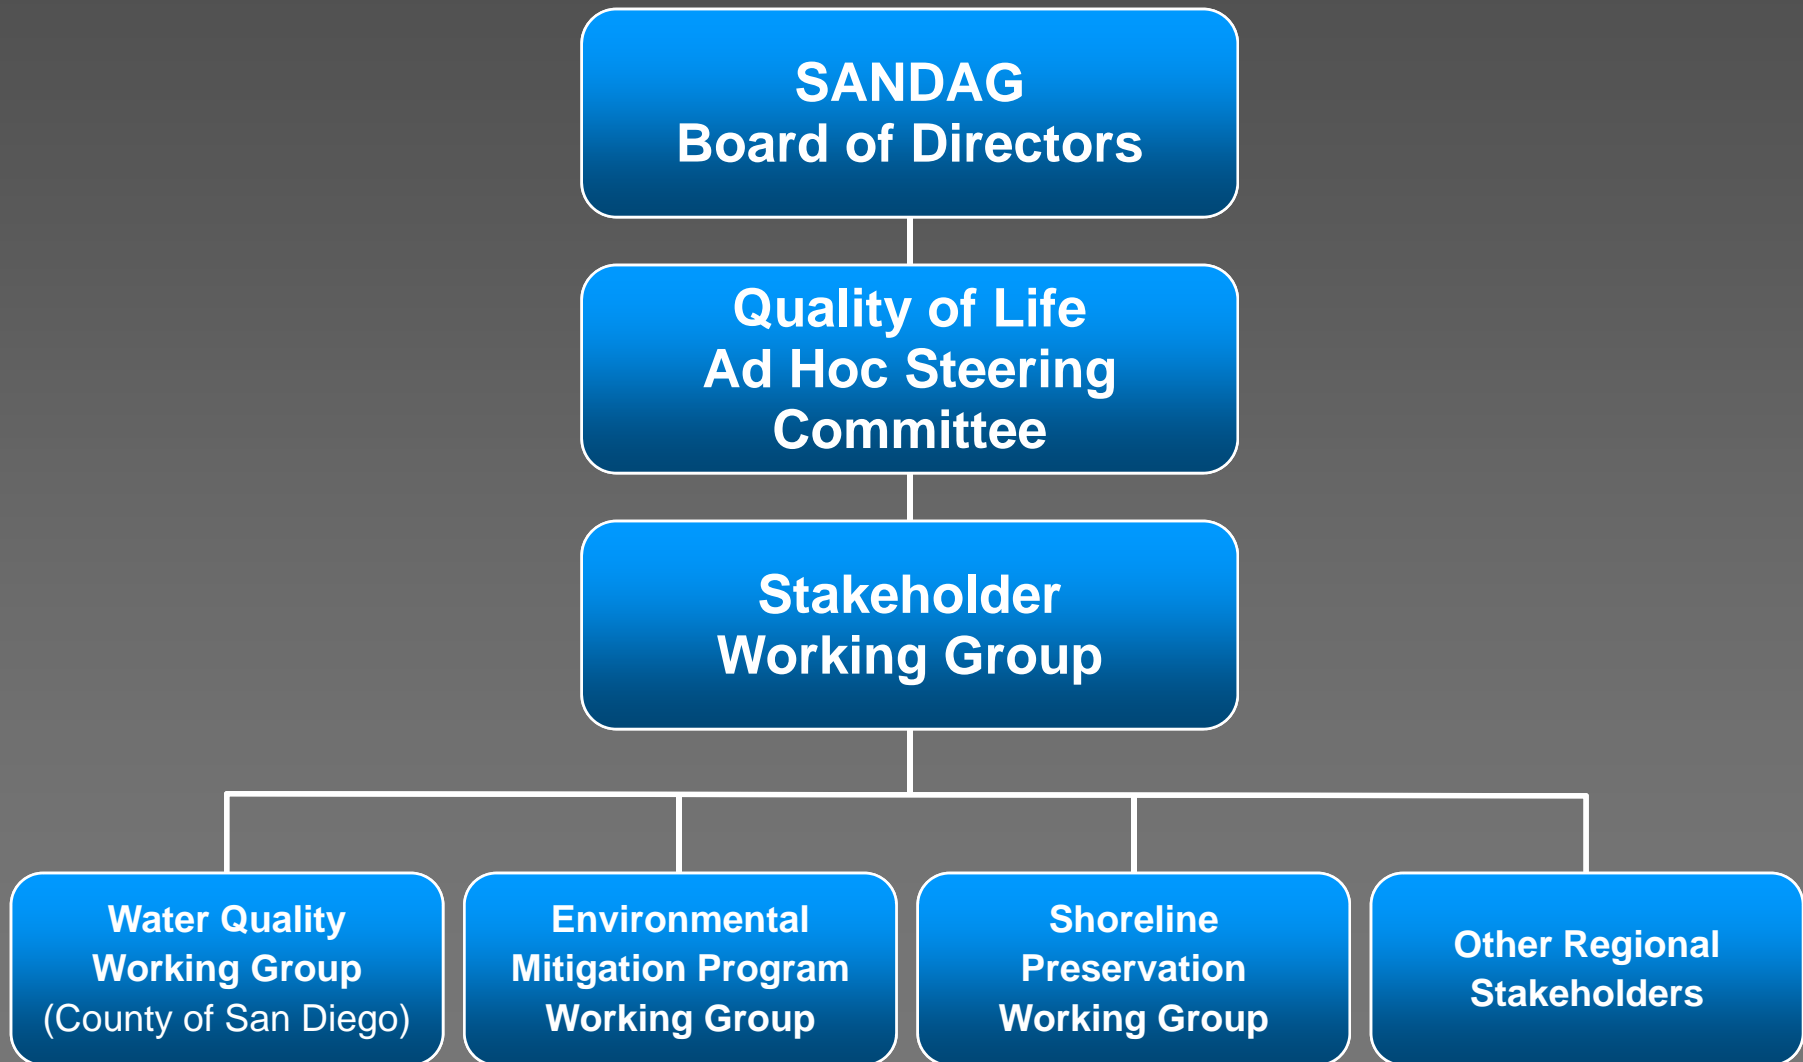 SANDAG
Board of Directors
Quality of Life
Ad Hoc Steering
Committee
Stakeholder
Working Group
Water Quality
Working Group
(County of San Diego)
Environmental
Mitigation Program
Working Group
Shoreline
Preservation
Working Group
Other Regional
Stakeholders